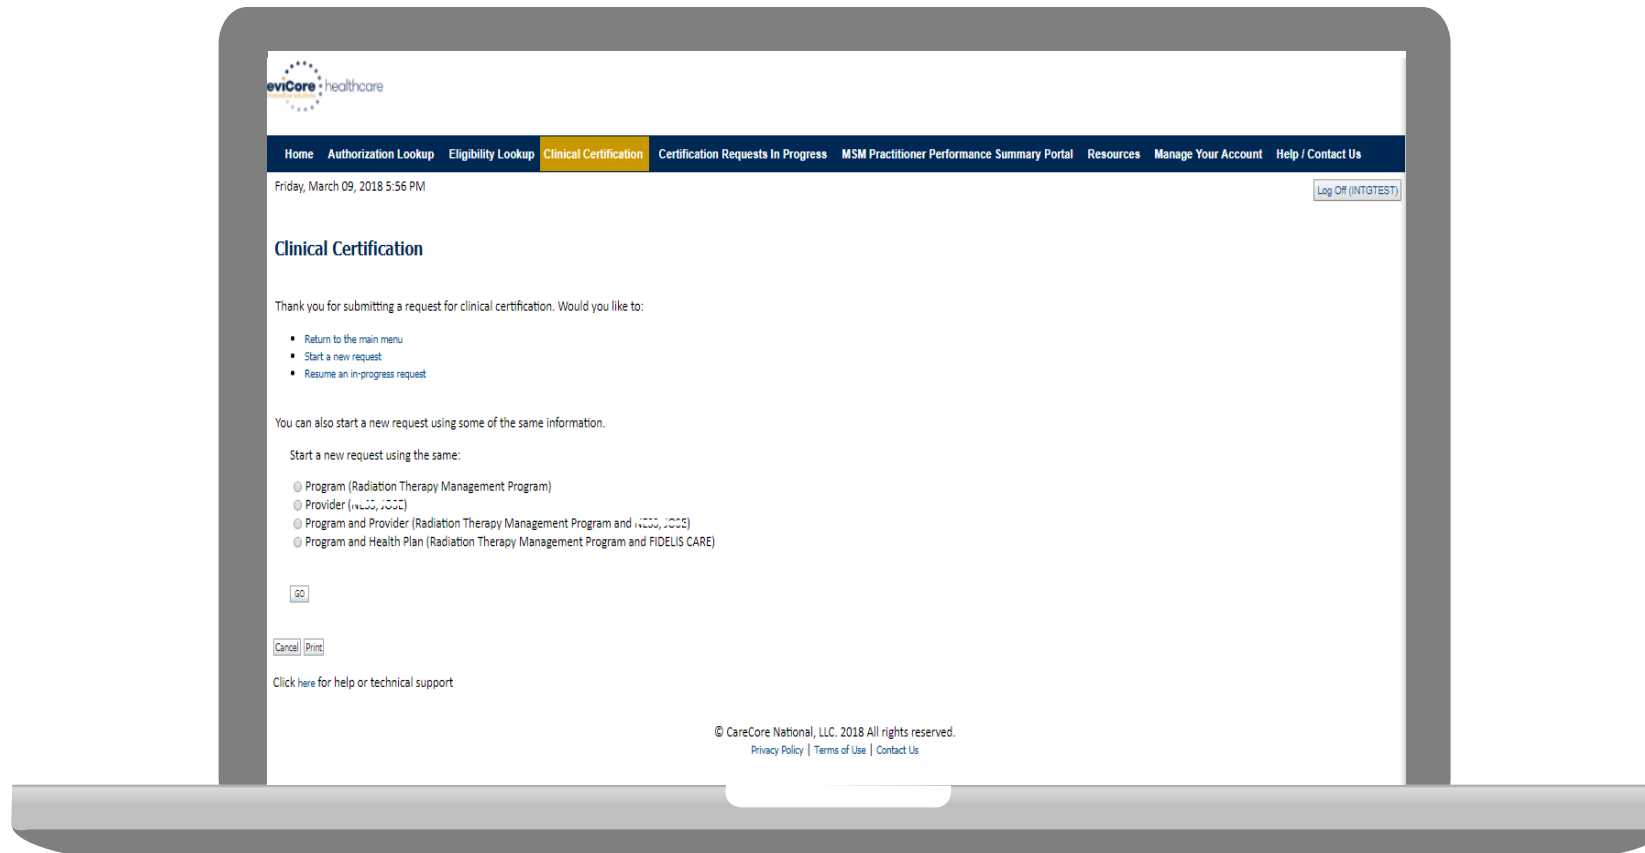 eviCore healthcare
innovative solutions
Home Authorization Lookup Eligibility Lookup Clinical Certification Certification Requests In Progress MSM Practitioner Performance Summary Portal Resources Manage Your Account Help / Contact Us
Friday, March 09, 2018 5:56 PM
Log Off (INTGTEST)
Clinical Certification
Thank you for submitting a request for clinical certification. Would you like to:
• Return to the main menu
• Start a new request
• Resume an in-progress request
You can also start a new request using some of the same information.
Start a new request using the same:
Program (Radiation Therapy Management Program)
Provider ( )
Program and Provider (Radiation Therapy Management Program and )
Program and Health Plan (Radiation Therapy Management Program and FIDELIS CARE)
GO
Cancel Print
Click here for help or technical support
© CareCore National, LLC. 2018 All rights reserved.
Privacy Policy | Terms of Use | Contact Us